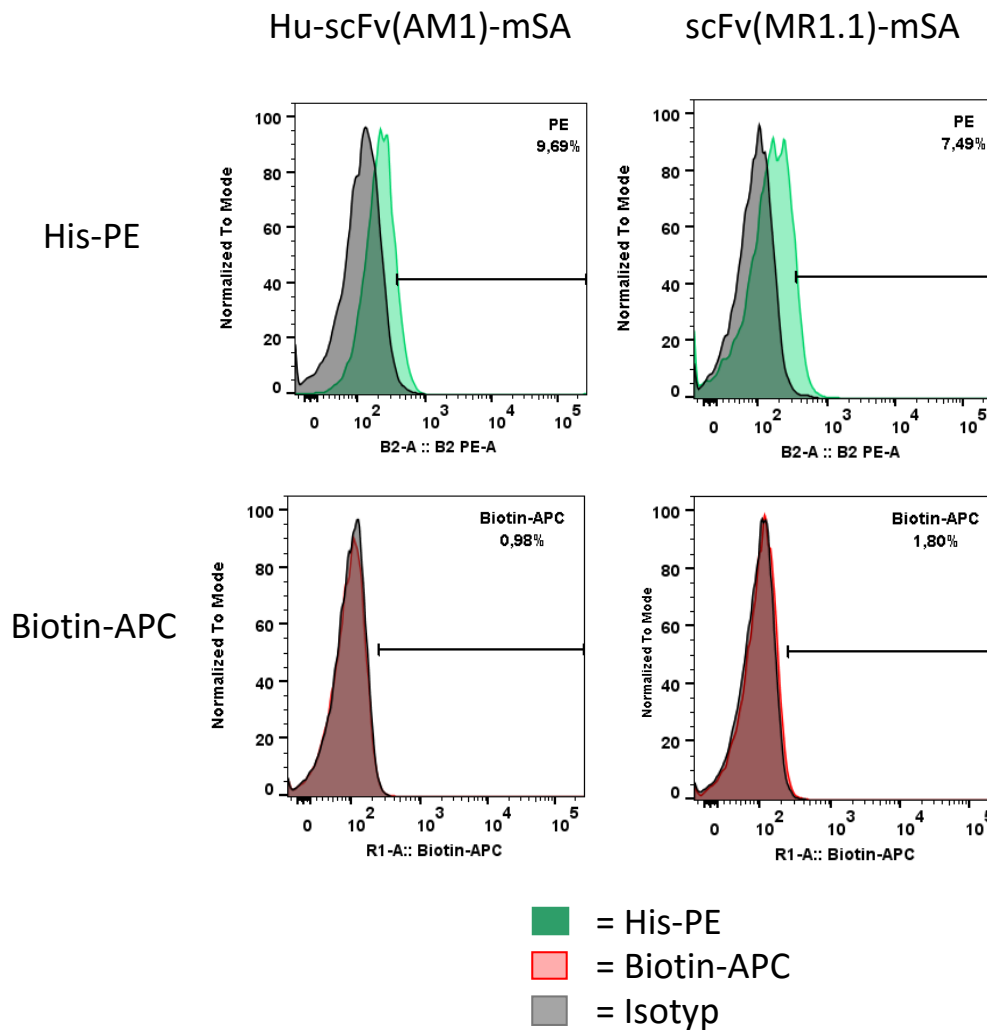 Hu-scFv(AM1)-mSA
scFv(MR1.1)-mSA
His-PE
Normalized To Mode
100
80
60
40
20
0
PE
9,69%
0
10^2
10^3
10^4
10^5
B2-A :: B2 PE-A
Normalized To Mode
100
80
60
40
20
0
PE
7,49%
0
10^2
10^3
10^4
10^5
B2-A :: B2 PE-A
Biotin-APC
Normalized To Mode
100
80
60
40
20
0
Biotin-APC
0,98%
0
10^2
10^3
10^4
10^5
R1-A:: Biotin-APC
Normalized To Mode
100
80
60
40
20
0
Biotin-APC
1,80%
0
10^2
10^3
10^4
10^5
R1-A:: Biotin-APC
= His-PE
= Biotin-APC
= Isotyp